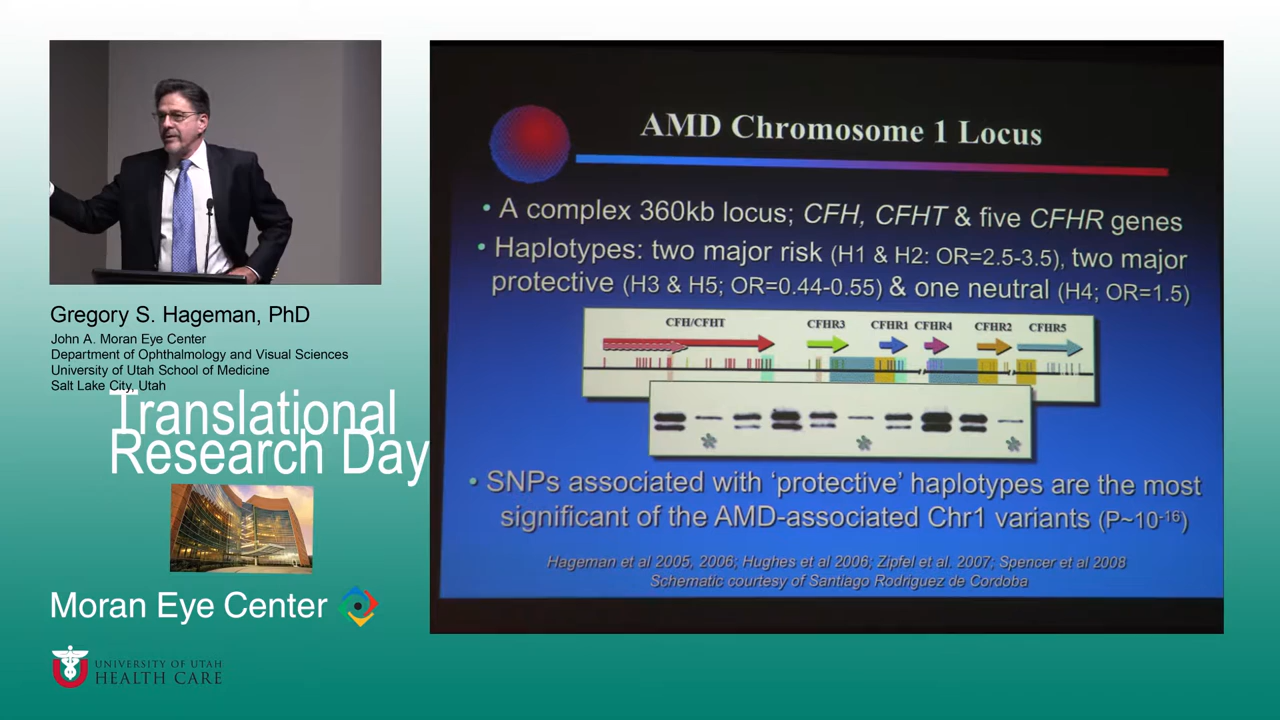 Gregory S. Hageman, PhD
John A. Moran Eye Center
Department of Ophthalmology and Visual Sciences
University of Utah School of Medicine
Salt Lake City, Utah
Translational
Research Day
Moran Eye Center
UNIVERSITY OF UTAH
HEALTH CARE
AMD Chromosome 1 Locus
• A complex 360kb locus; CFH, CFHT & five CFHR genes
• Haplotypes: two major risk (H1 & H2: OR=2.5-3.5), two major
protective (H3 & H5; OR=0.44-0.55) & one neutral (H4; OR=1.5)
CFH/CFHT CFHR3 CFHR1 CFHR4 CFHR2 CFHR5
* * *
• SNPs associated with ‘protective’ haplotypes are the most
significant of the AMD-associated Chr1 variants (P~10⁻¹⁶)
Hageman et al 2005, 2006; Hughes et al 2006; Zipfel et al. 2007; Spencer et al 2008
Schematic courtesy of Santiago Rodriguez de Cordoba